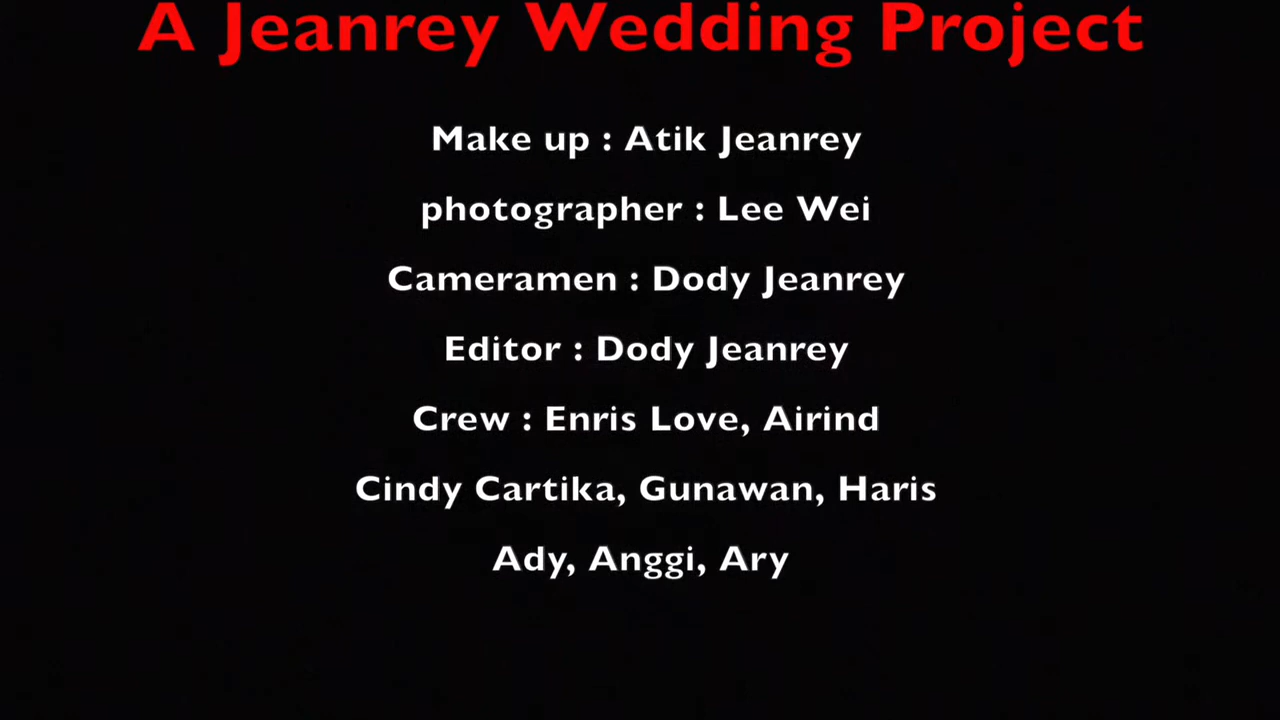 A Jeanrey Wedding Project
Make up : Atik Jeanrey
photographer : Lee Wei
Cameramen : Dody Jeanrey
Editor : Dody Jeanrey
Crew : Enris Love, Airind
Cindy Cartika, Gunawan, Haris
Ady, Anggi, Ary